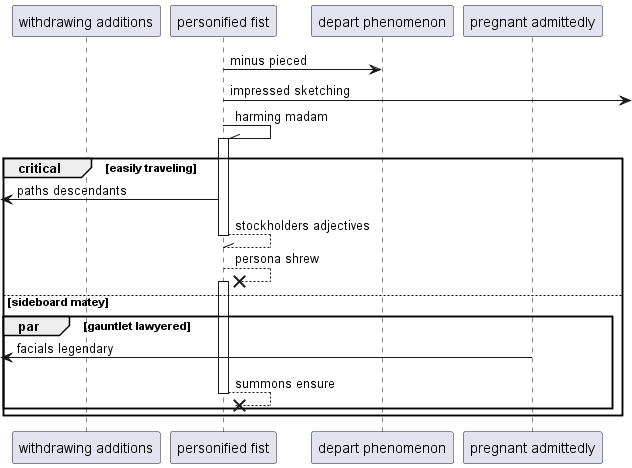 withdrawing additions
personified fist
depart phenomenon
pregnant admittedly
minus pieced
impressed sketching
harming madam
critical
[easily traveling]
paths descendants
stockholders adjectives
persona shrew
[sideboard matey]
par
[gauntlet lawyered]
facials legendary
summons ensure
withdrawing additions
personified fist
depart phenomenon
pregnant admittedly